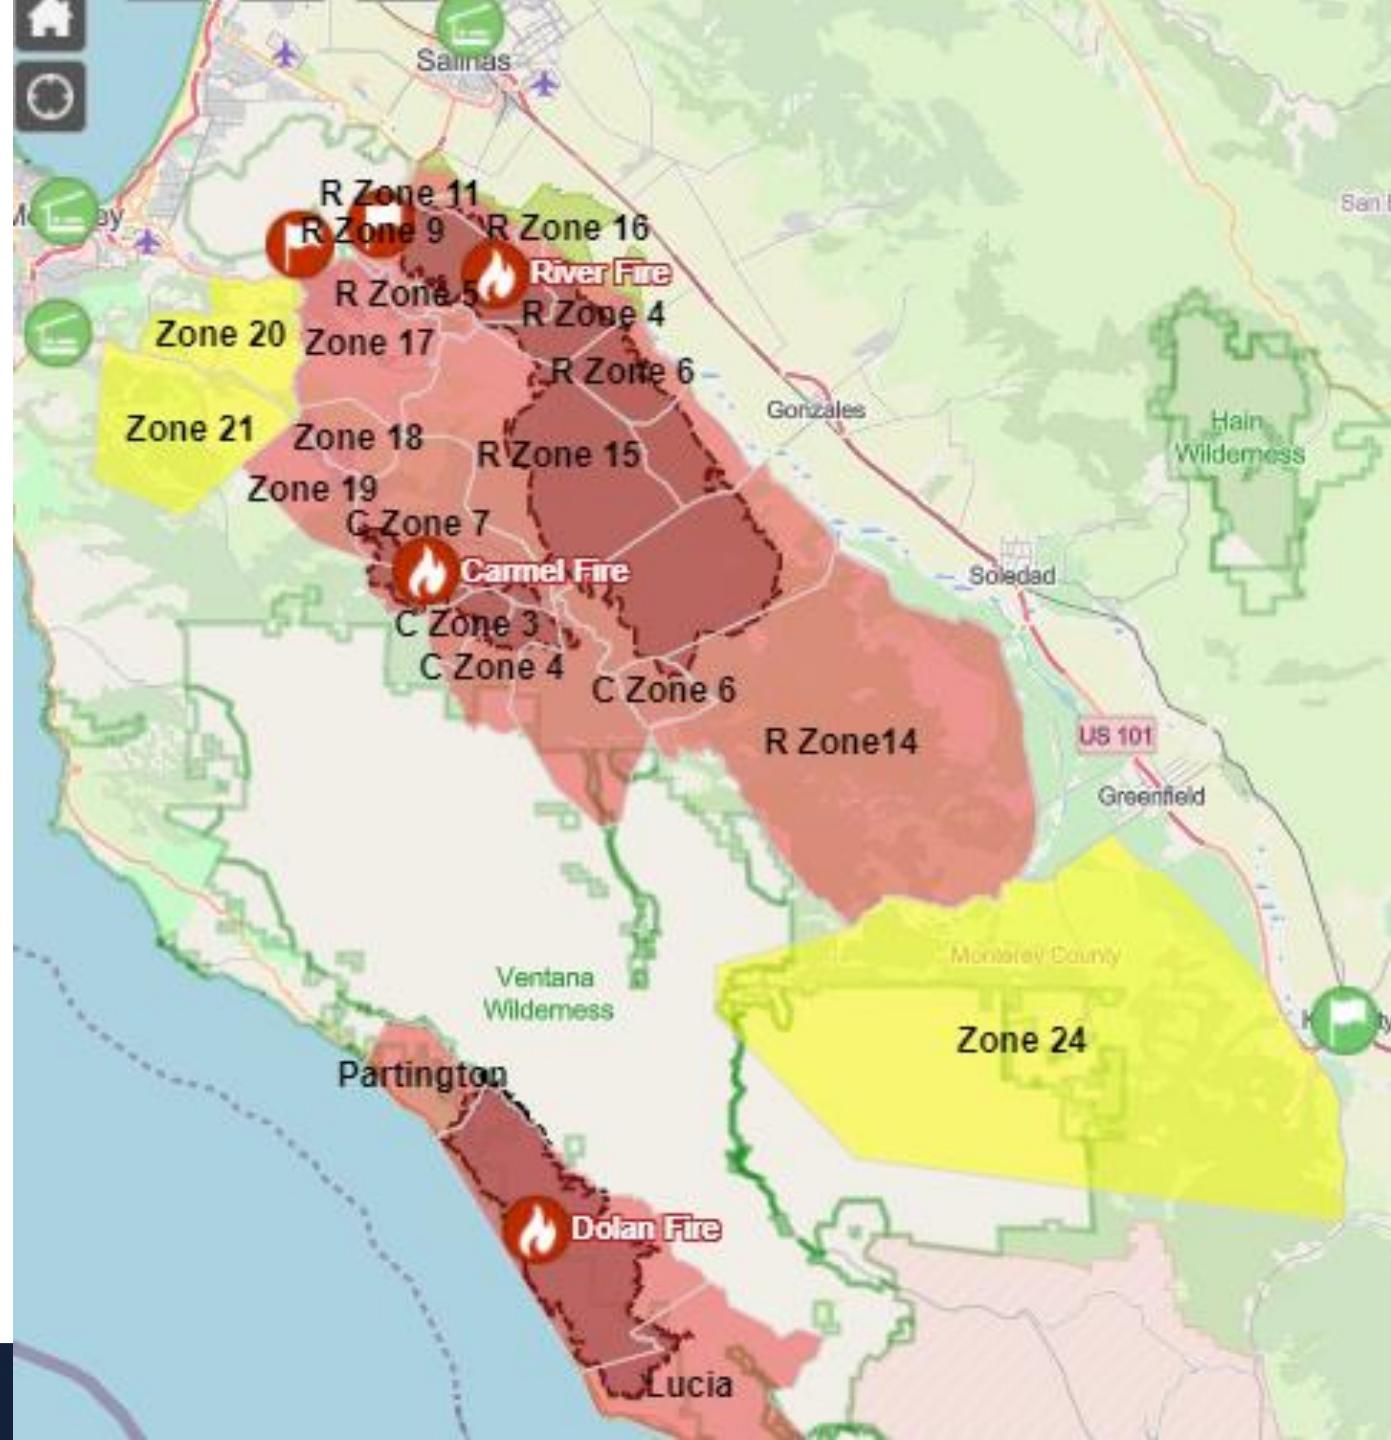 Salinas
R Zone 11
R Zone 9
R Zone 16
River Fire
R Zone 5
R Zone 4
Zone 20
Zone 17
R Zone 6
Gonzales
Zone 21
Zone 18
R Zone 15
Hain
Wilderness
Zone 19
C Zone 7
Carmel Fire
Soledad
C Zone 3
C Zone 4
C Zone 6
R Zone14
US 101
Greenfield
Monterey County
Ventana
Wilderness
Zone 24
Partington
Dolan Fire
Lucia